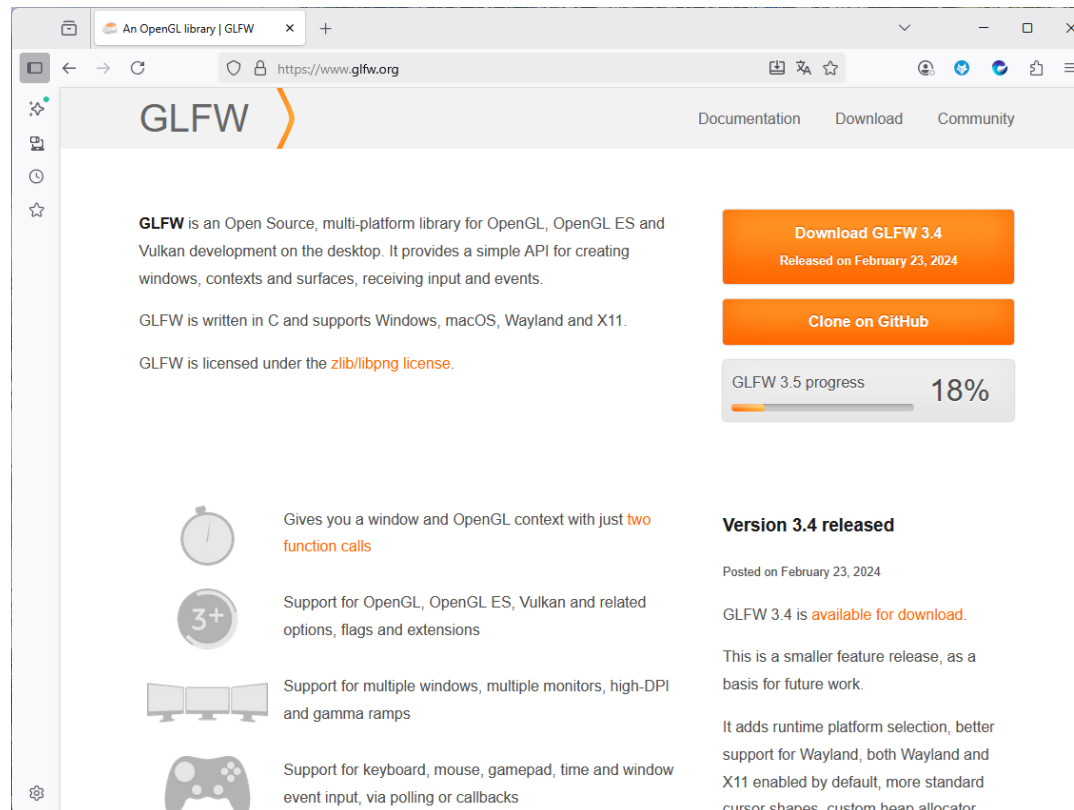 An OpenGL library | GLFW
https://www.glfw.org
GLFW
Documentation
Download
Community
GLFW is an Open Source, multi-platform library for OpenGL, OpenGL ES and
Vulkan development on the desktop. It provides a simple API for creating
windows, contexts and surfaces, receiving input and events.
GLFW is written in C and supports Windows, macOS, Wayland and X11.
GLFW is licensed under the zlib/libpng license.
Download GLFW 3.4
Released on February 23, 2024
Clone on GitHub
GLFW 3.5 progress
18%
Gives you a window and OpenGL context with just two
function calls
3+
Support for OpenGL, OpenGL ES, Vulkan and related
options, flags and extensions
Support for multiple windows, multiple monitors, high-DPI
and gamma ramps
Support for keyboard, mouse, gamepad, time and window
event input, via polling or callbacks
Version 3.4 released
Posted on February 23, 2024
GLFW 3.4 is available for download.
This is a smaller feature release, as a
basis for future work.
It adds runtime platform selection, better
support for Wayland, both Wayland and
X11 enabled by default, more standard
cursor shapes, custom heap allocator